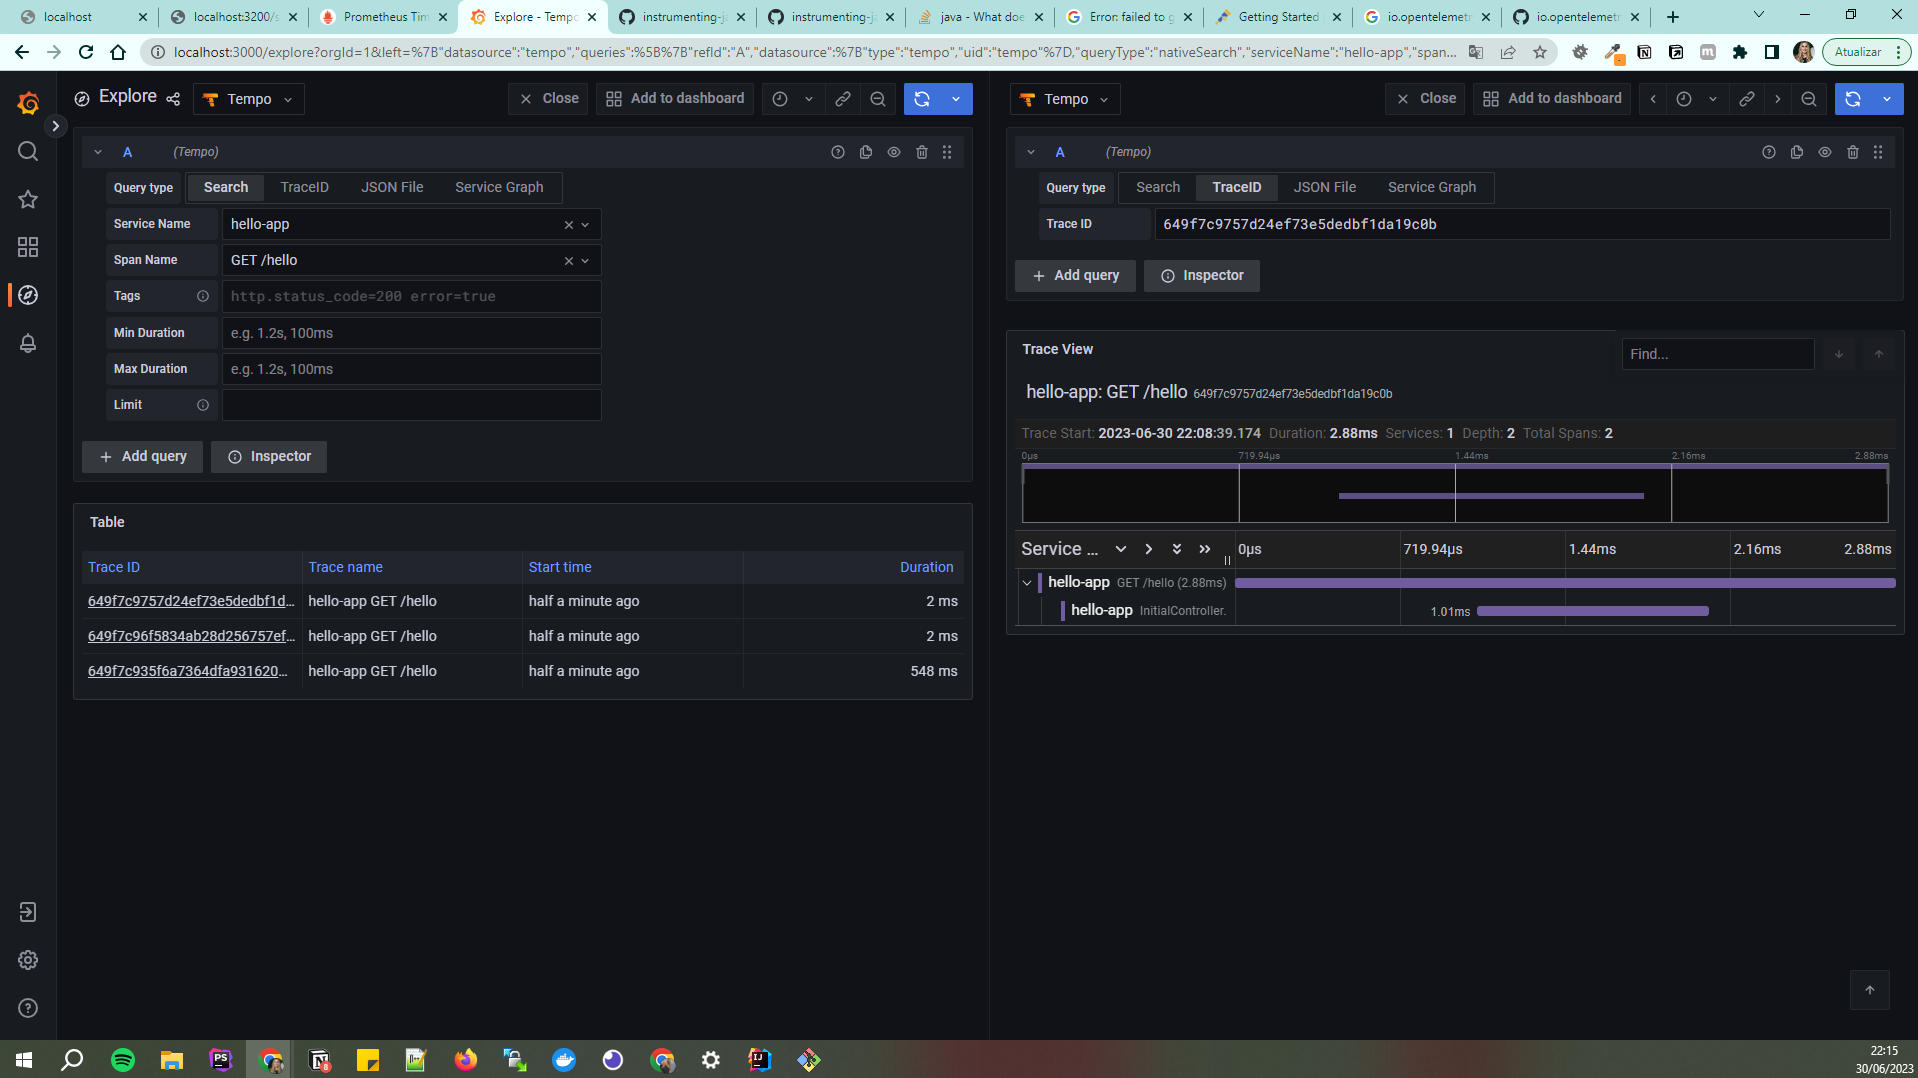 localhost
localhost:3200/s
Prometheus Tim
Explore - Tempo
instrumenting-ja
instrumenting-ja
java - What doe
Error: failed to g
Getting Started
io.opentelemetr
io.opentelemetr
localhost:3000/explore?orgId=1&left=%7B"datasource":"tempo","queries":%5B%7B"refId":"A","datasource":%7B"type":"tempo","uid":"tempo"%7D,"queryType":"nativeSearch","serviceName":"hello-app","span...
Atualizar
Explore
Tempo
Close
Add to dashboard
Tempo
Close
Add to dashboard
A (Tempo)
Query type Search TraceID JSON File Service Graph
Service Name hello-app
Span Name GET /hello
Tags http.status_code=200 error=true
Min Duration e.g. 1.2s, 100ms
Max Duration e.g. 1.2s, 100ms
Limit
+ Add query Inspector
Table
Trace ID Trace name Start time Duration
649f7c9757d24ef73e5dedbf1d... hello-app GET /hello half a minute ago 2 ms
649f7c96f5834ab28d256757ef... hello-app GET /hello half a minute ago 2 ms
649f7c935f6a7364dfa931620... hello-app GET /hello half a minute ago 548 ms
A (Tempo)
Query type Search TraceID JSON File Service Graph
Trace ID 649f7c9757d24ef73e5dedbf1da19c0b
+ Add query Inspector
Trace View
Find...
hello-app: GET /hello 649f7c9757d24ef73e5dedbf1da19c0b
Trace Start: 2023-06-30 22:08:39.174 Duration: 2.88ms Services: 1 Depth: 2 Total Spans: 2
0μs 719.94μs 1.44ms 2.16ms 2.88ms
Service ... 0μs 719.94μs 1.44ms 2.16ms 2.88ms
hello-app GET /hello (2.88ms)
hello-app InitialController. 1.01ms
22:15
30/06/2023